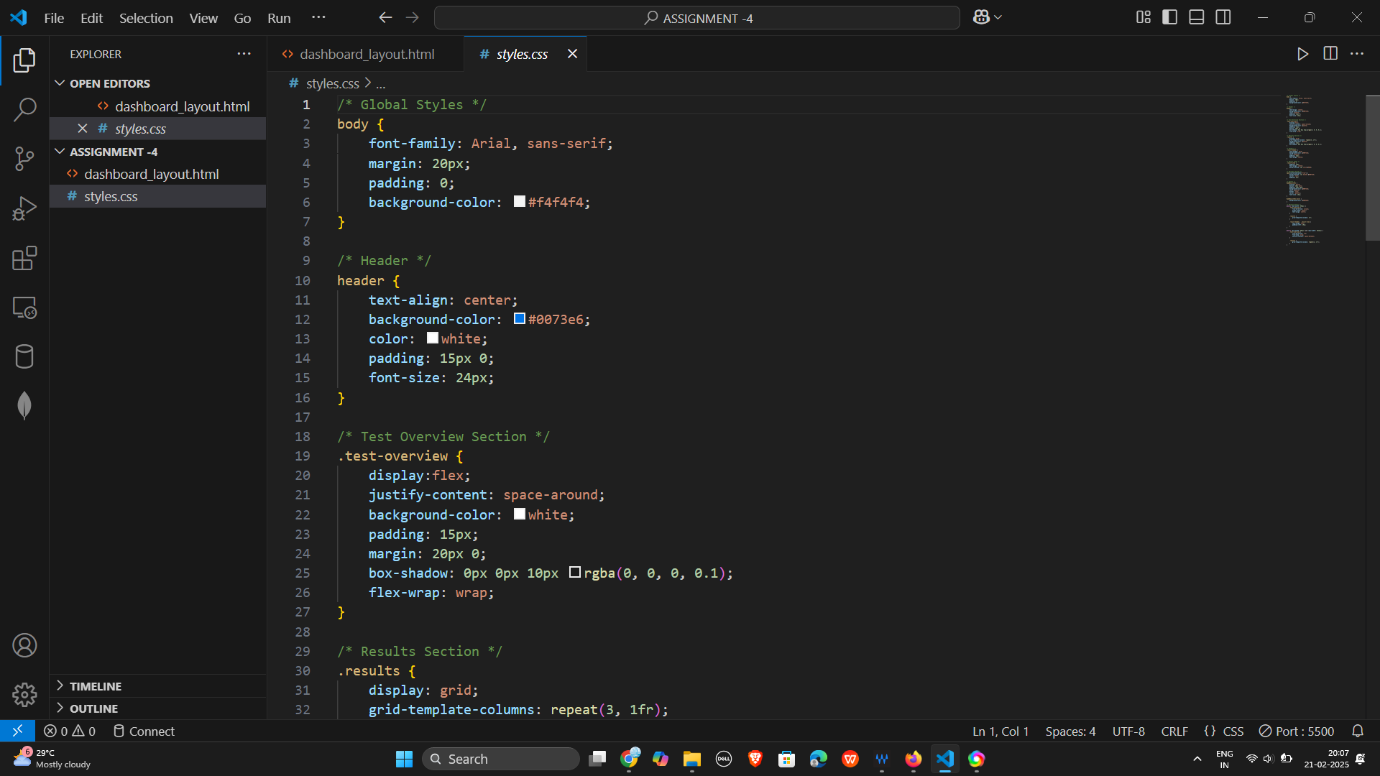 File Edit Selection View Go Run ... ASSIGNMENT -4
EXPLORER ...
OPEN EDITORS
dashboard_layout.html
styles.css
ASSIGNMENT -4
dashboard_layout.html
styles.css
TIMELINE
OUTLINE
dashboard_layout.html # styles.css
# styles.css > ...
1 /* Global Styles */
2 body {
3 font-family: Arial, sans-serif;
4 margin: 20px;
5 padding: 0;
6 background-color: #f4f4f4;
7 }
8
9 /* Header */
10 header {
11 text-align: center;
12 background-color: #0073e6;
13 color: white;
14 padding: 15px 0;
15 font-size: 24px;
16 }
17
18 /* Test Overview Section */
19 .test-overview {
20 display:flex;
21 justify-content: space-around;
22 background-color: white;
23 padding: 15px;
24 margin: 20px 0;
25 box-shadow: 0px 0px 10px rgba(0, 0, 0, 0.1);
26 flex-wrap: wrap;
27 }
28
29 /* Results Section */
30 .results {
31 display: grid;
32 grid-template-columns: repeat(3, 1fr);
0 0 Connect Ln 1, Col 1 Spaces: 4 UTF-8 CRLF {} CSS Port : 5500
6
29°C
Mostly cloudy
Search
DELL
ENG
IN
20:07
21-02-2025